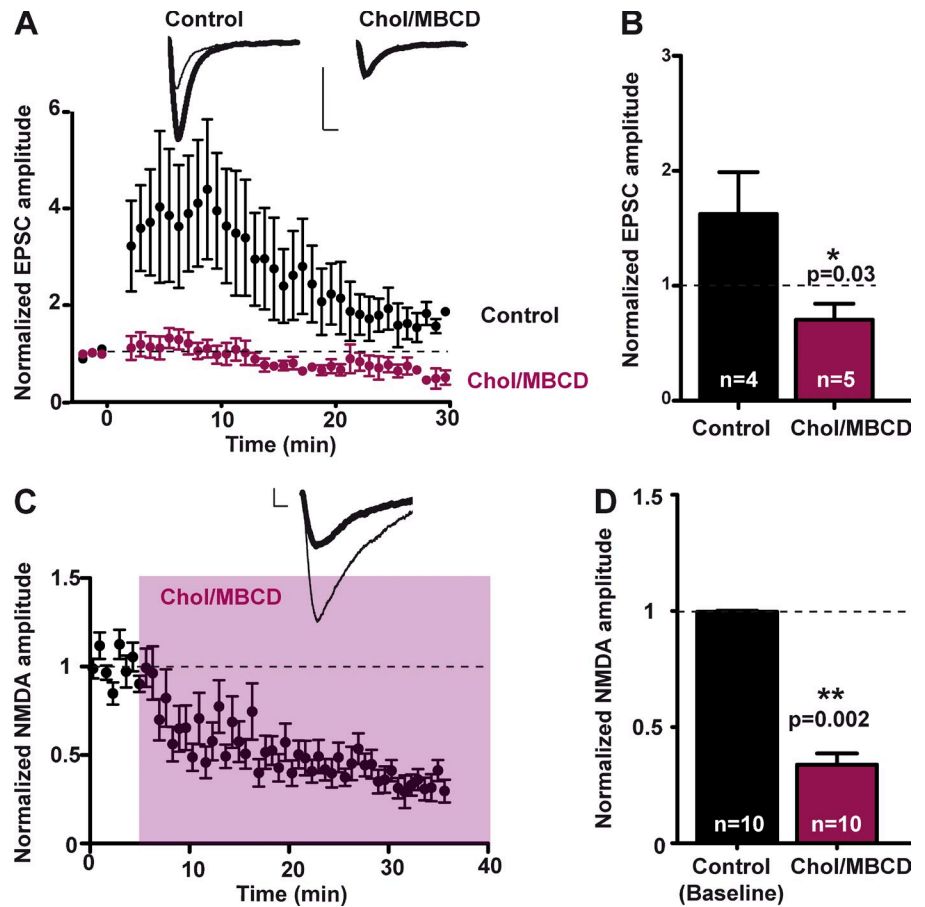 A
Control
Chol/MBCD
Normalized EPSC amplitude
6
4
2
0
0
10
20
30
Time (min)
Control
Chol/MBCD
B
Normalized EPSC amplitude
3
2
1
0
*
p=0.03
n=4
n=5
Control
Chol/MBCD
C
Normalized NMDA amplitude
1.5
1
0.5
0
Chol/MBCD
0
10
20
30
40
Time (min)
D
Normalized NMDA amplitude
1.5
1
0.5
0
**
p=0.002
n=10
n=10
Control
(Baseline)
Chol/MBCD